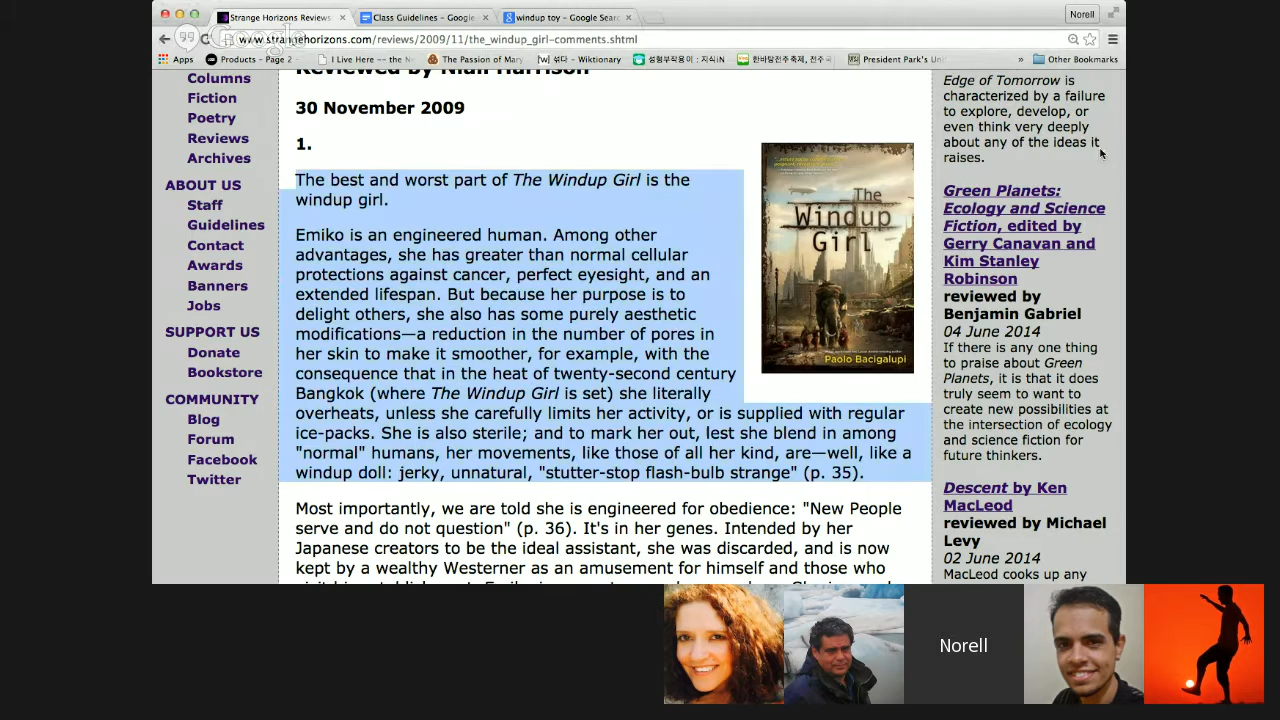 Strange Horizons Reviews
Class Guidelines - Google
windup toy - Google Sear
Norell
www.strangehorizons.com/reviews/2009/11/the_windup_girl-comments.shtml
Google
Apps
Products - Page 2
I Live Here -- the N
The Passion of Mary
섞다 - Wiktionary
성형부작용이 : 지식iN
한바탕전주축제, 전주국
President Park's Un
»
Other Bookmarks
Columns
Fiction
Poetry
Reviews
Archives
ABOUT US
Staff
Guidelines
Contact
Awards
Banners
Jobs
SUPPORT US
Donate
Bookstore
COMMUNITY
Blog
Forum
Facebook
Twitter
Reviewed by Niall Harrison
30 November 2009
1.
The best and worst part of The Windup Girl is the
windup girl.
Emiko is an engineered human. Among other
advantages, she has greater than normal cellular
protections against cancer, perfect eyesight, and an
extended lifespan. But because her purpose is to
delight others, she also has some purely aesthetic
modifications—a reduction in the number of pores in
her skin to make it smoother, for example, with the
consequence that in the heat of twenty-second century
Bangkok (where The Windup Girl is set) she literally
overheats, unless she carefully limits her activity, or is supplied with regular
ice-packs. She is also sterile; and to mark her out, lest she blend in among
"normal" humans, her movements, like those of all her kind, are—well, like a
windup doll: jerky, unnatural, "stutter-stop flash-bulb strange" (p. 35).
Most importantly, we are told she is engineered for obedience: "New People
serve and do not question" (p. 36). It's in her genes. Intended by her
Japanese creators to be the ideal assistant, she was discarded, and is now
kept by a wealthy Westerner as an amusement for himself and those who
The
Windup
Girl
Paolo Bacigalupi
Edge of Tomorrow is
characterized by a failure
to explore, develop, or
even think very deeply
about any of the ideas it
raises.
Green Planets:
Ecology and Science
Fiction, edited by
Gerry Canavan and
Kim Stanley
Robinson
reviewed by
Benjamin Gabriel
04 June 2014
If there is any one thing
to praise about Green
Planets, it is that it does
truly seem to want to
create new possibilities at
the intersection of ecology
and science fiction for
future thinkers.
Descent by Ken
MacLeod
reviewed by Michael
Levy
02 June 2014
MacLeod cooks up any
Norell